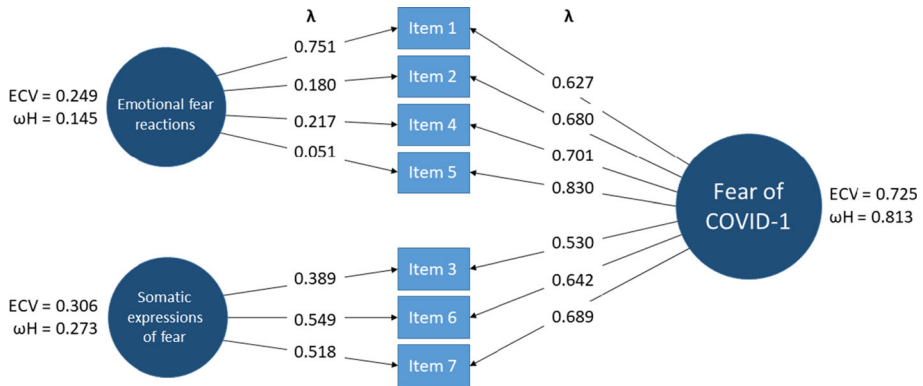 λ
λ
Item 1
0.751
0.627
Item 2
0.180
0.680
ECV = 0.249
ωH = 0.145
Emotional fear
reactions
Item 4
0.217
0.701
Item 5
0.051
0.830
Fear of
COVID-1
ECV = 0.725
ωH = 0.813
Item 3
0.389
0.530
ECV = 0.306
ωH = 0.273
Somatic
expressions
of fear
Item 6
0.549
0.642
Item 7
0.518
0.689